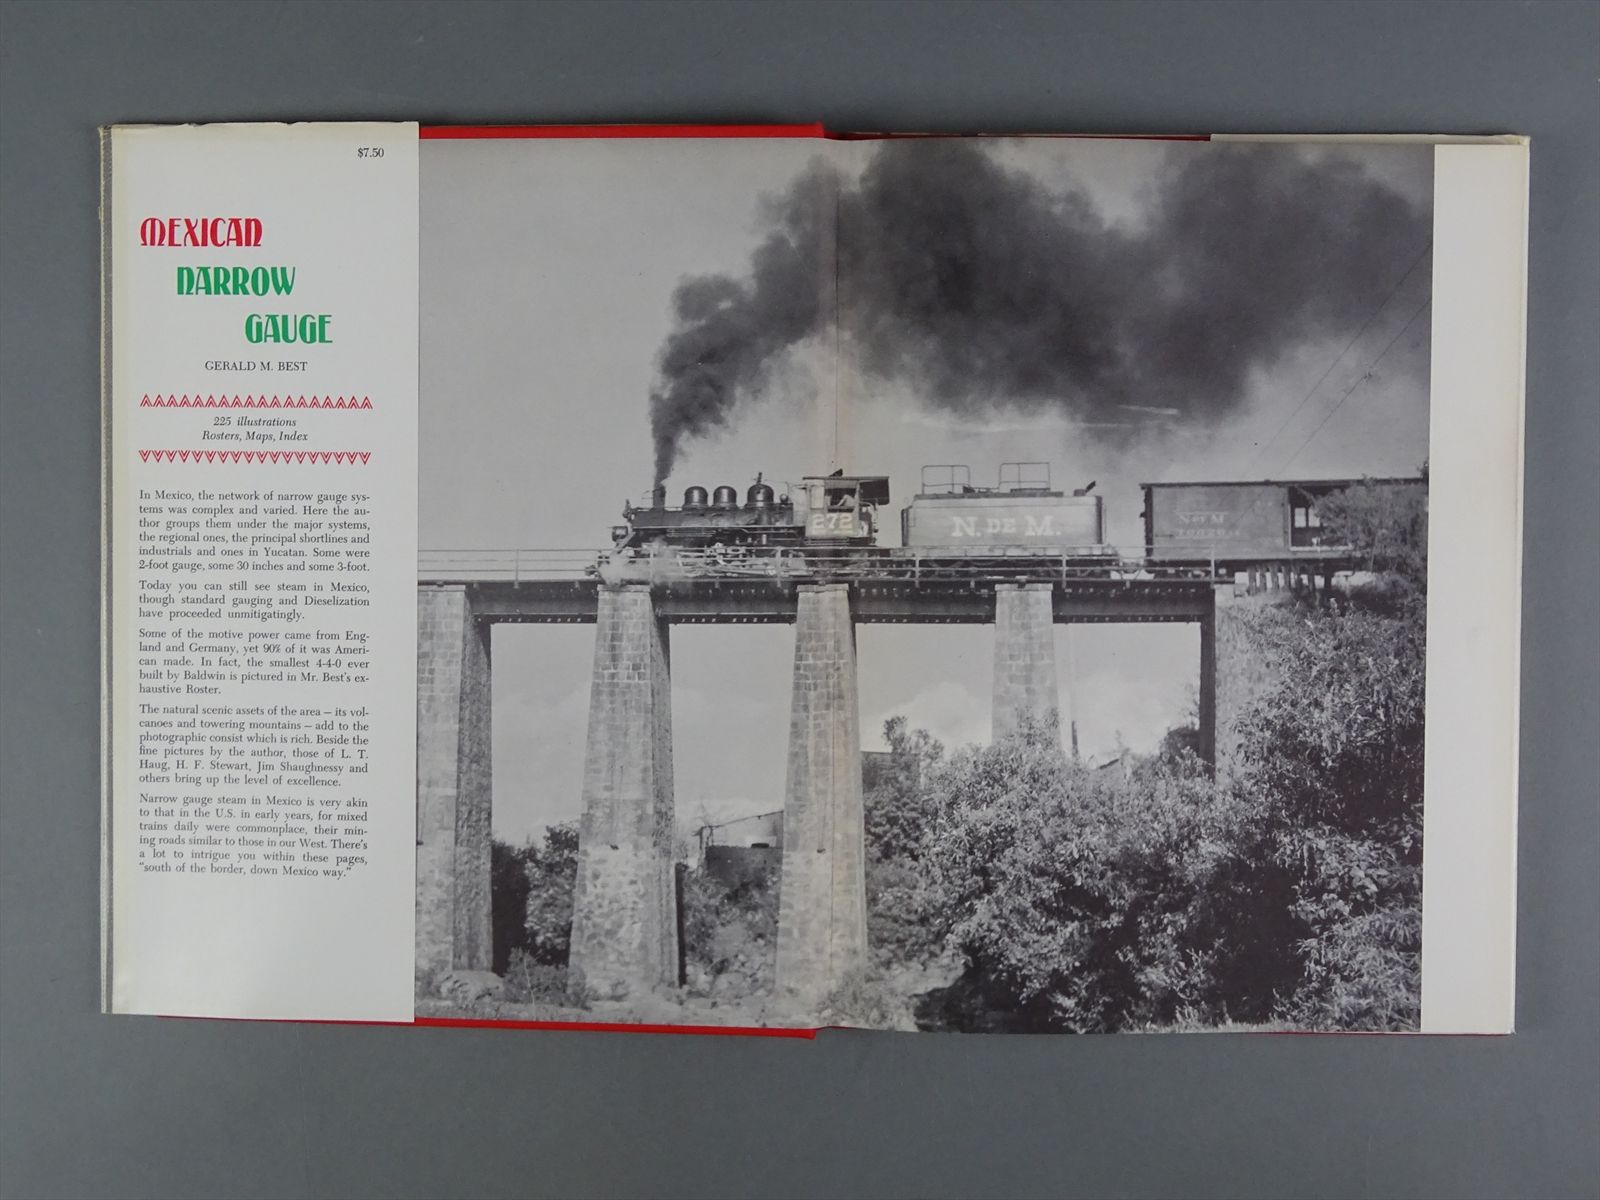 $7.50
MEXICAN
NARROW
GAUGE
GERALD M. BEST
225 illustrations
Rosters, Maps, Index
In Mexico, the network of narrow gauge sys-
tems was complex and varied. Here the au-
thor groups them under the major systems,
the regional ones, the principal shortlines and
industrials and ones in Yucatan. Some were
2-foot gauge, some 30 inches and some 3-foot.
Today you can still see steam in Mexico,
though standard gauging and Dieselization
have proceeded unmitigatingly.
Some of the motive power came from Eng-
land and Germany, yet 90% of it was Ameri-
can made. In fact, the smallest 4-4-0 ever
built by Baldwin is pictured in Mr. Best's ex-
haustive Roster.
The natural scenic assets of the area — its vol-
canoes and towering mountains — add to the
photographic consist which is rich. Beside the
fine pictures by the author, those of L. T.
Haug, H. F. Stewart, Jim Shaughnessy and
others bring up the level of excellence.
Narrow gauge steam in Mexico is very akin
to that in the U.S. in early years, for mixed
trains daily were commonplace, their min-
ing roads similar to those in our West. There's
a lot to intrigue you within these pages,
"south of the border, down Mexico way."
272
N. DE M.
N DE M